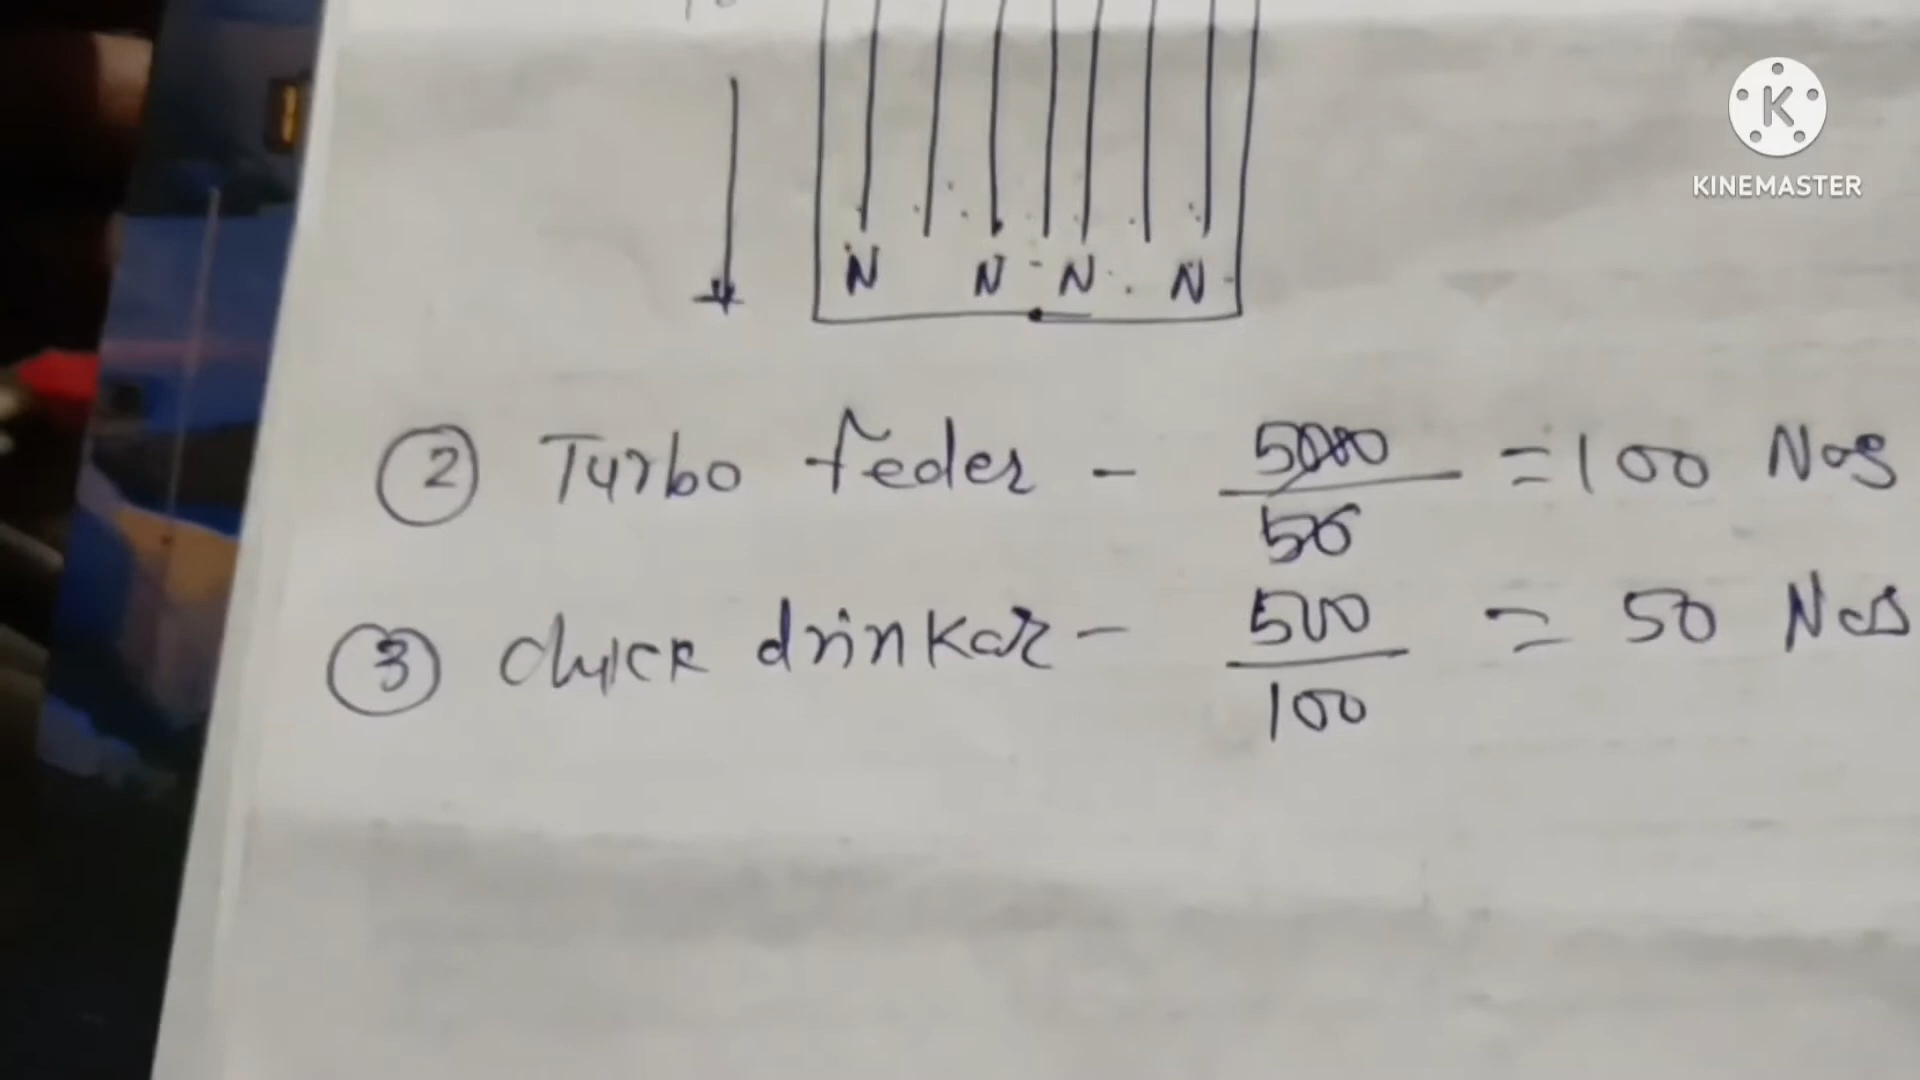 K
KINEMASTER
N N N N
② Turbo feder - 5000/50 = 100 Nos
③ chick drinkar - 500/100 = 50 Nos